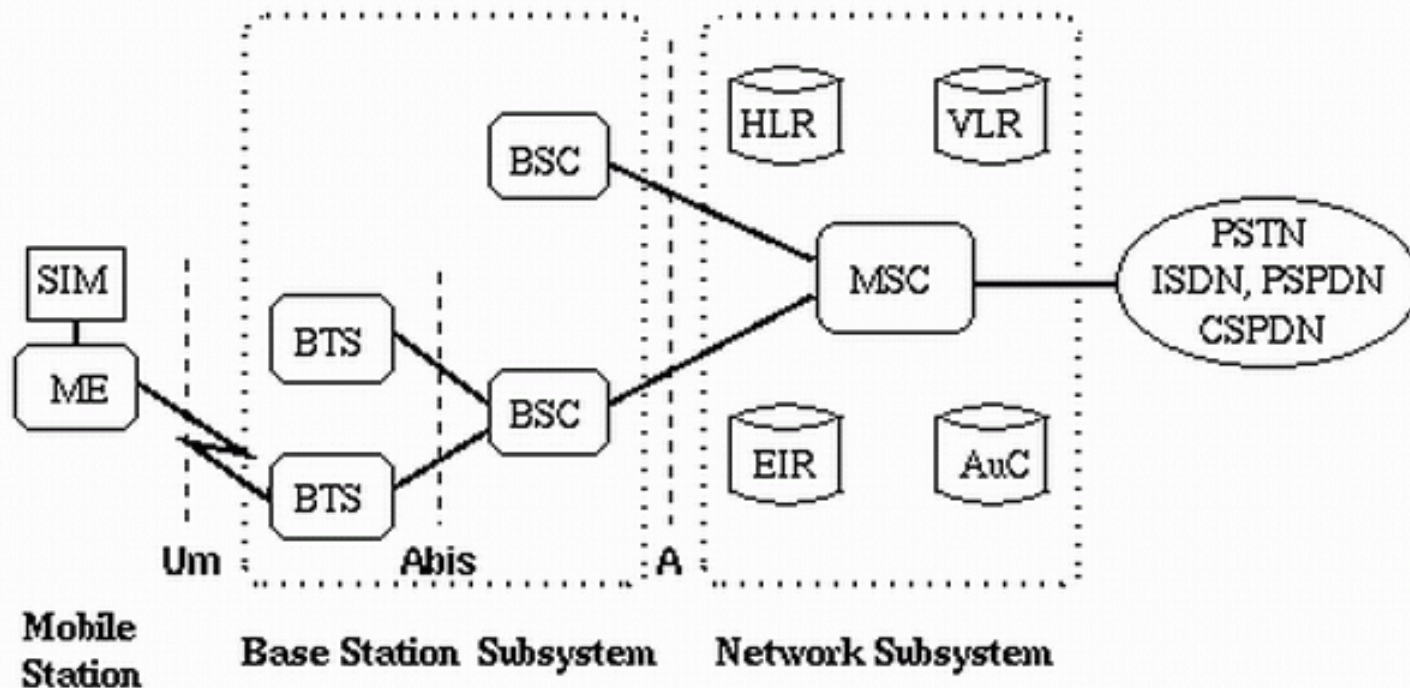 HLR
VLR
BSC
PSTN
SIM
MSC
ISDN, PSPDN
BTS
CSPDN
ME
BSC
EIR
AuC
BTS
Um
Abis
A
Mobile
Station
Base Station Subsystem
Network Subsystem